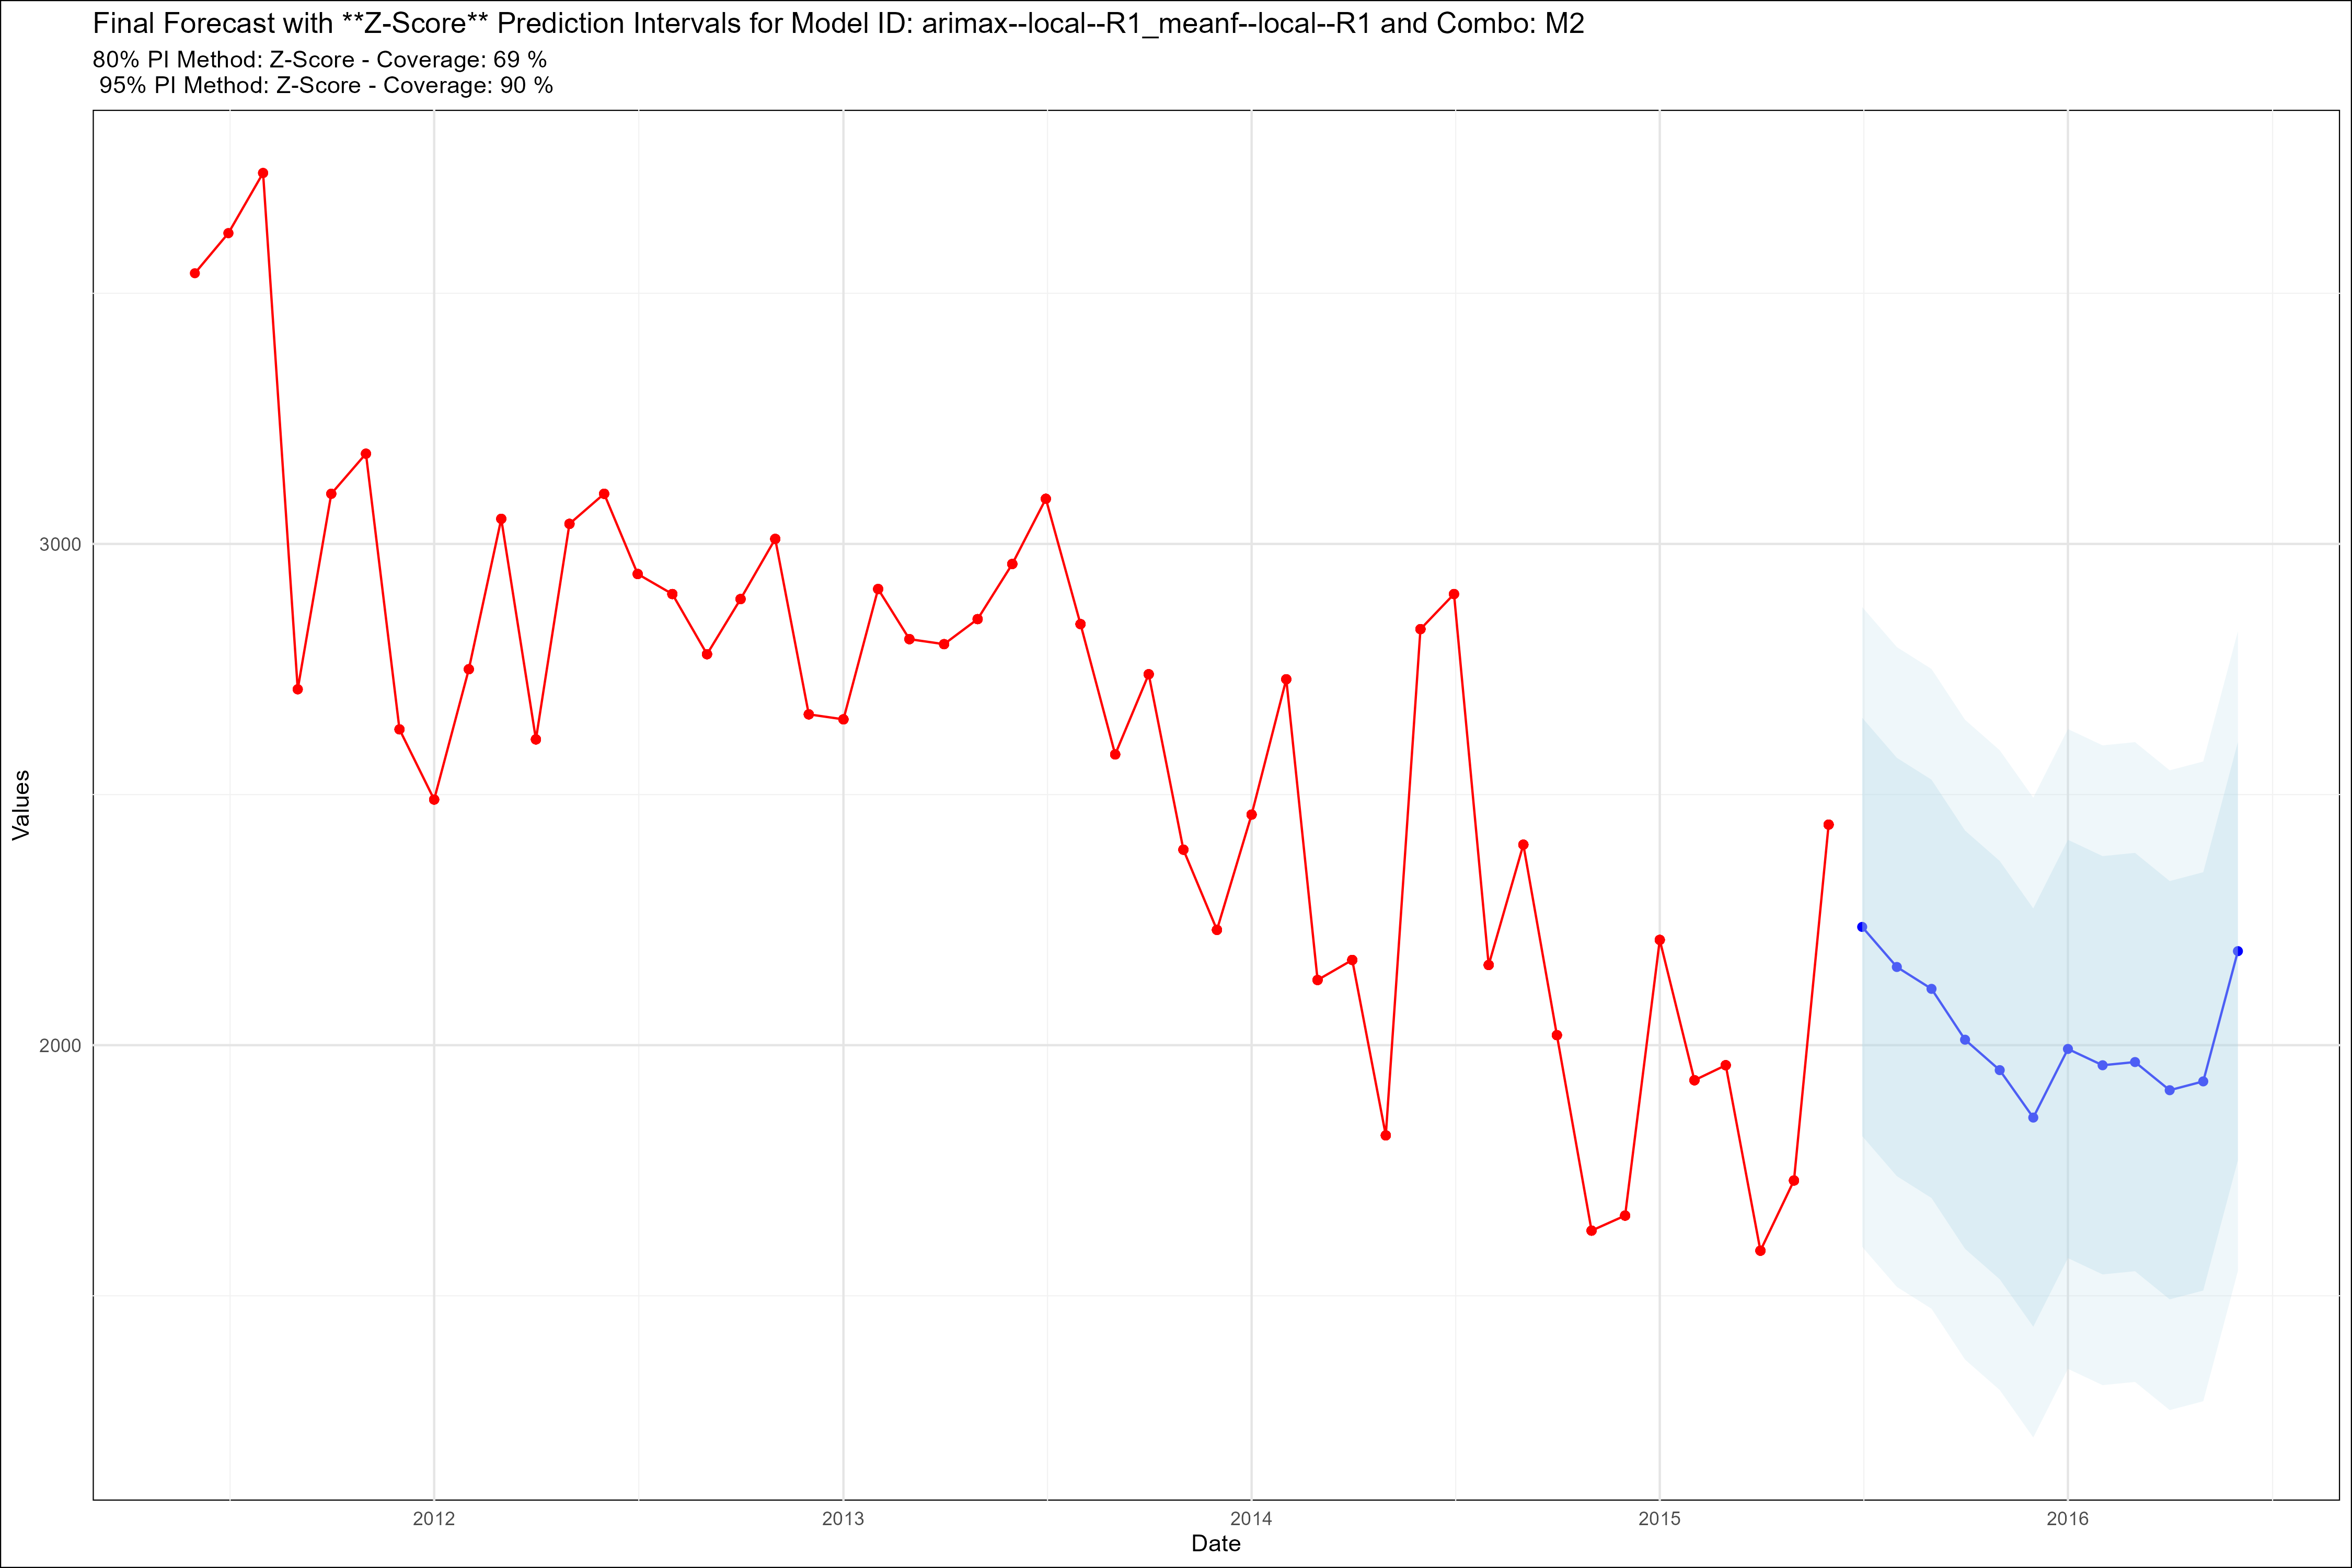 Final Forecast with **Z-Score** Prediction Intervals for Model ID: arimax--local--R1_meanf--local--R1 and Combo: M2
80% PI Method: Z-Score - Coverage: 69 %
95% PI Method: Z-Score - Coverage: 90 %
3000
2000
Values
2012
2013
2014
2015
2016
Date